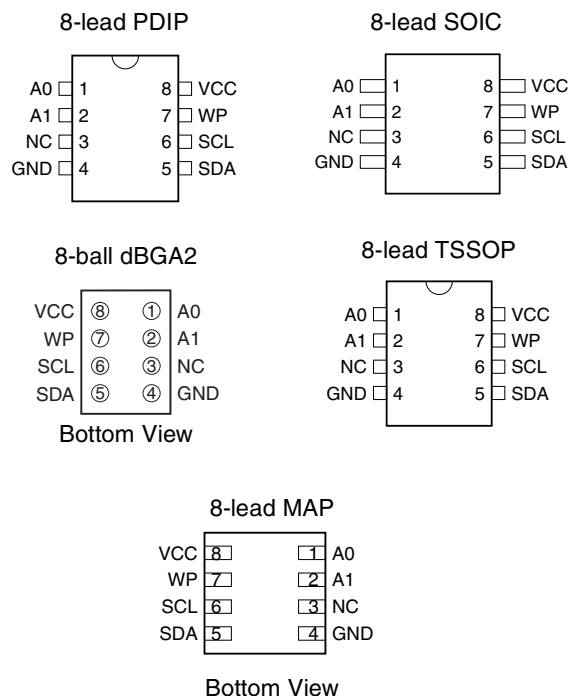 8-lead PDIP
A0 1 8 VCC
A1 2 7 WP
NC 3 6 SCL
GND 4 5 SDA
8-lead SOIC
A0 1 8 VCC
A1 2 7 WP
NC 3 6 SCL
GND 4 5 SDA
8-ball dBGA2
VCC 8 1 A0
WP 7 2 A1
SCL 6 3 NC
SDA 5 4 GND
Bottom View
8-lead TSSOP
A0 1 8 VCC
A1 2 7 WP
NC 3 6 SCL
GND 4 5 SDA
8-lead MAP
VCC 8 1 A0
WP 7 2 A1
SCL 6 3 NC
SDA 5 4 GND
Bottom View